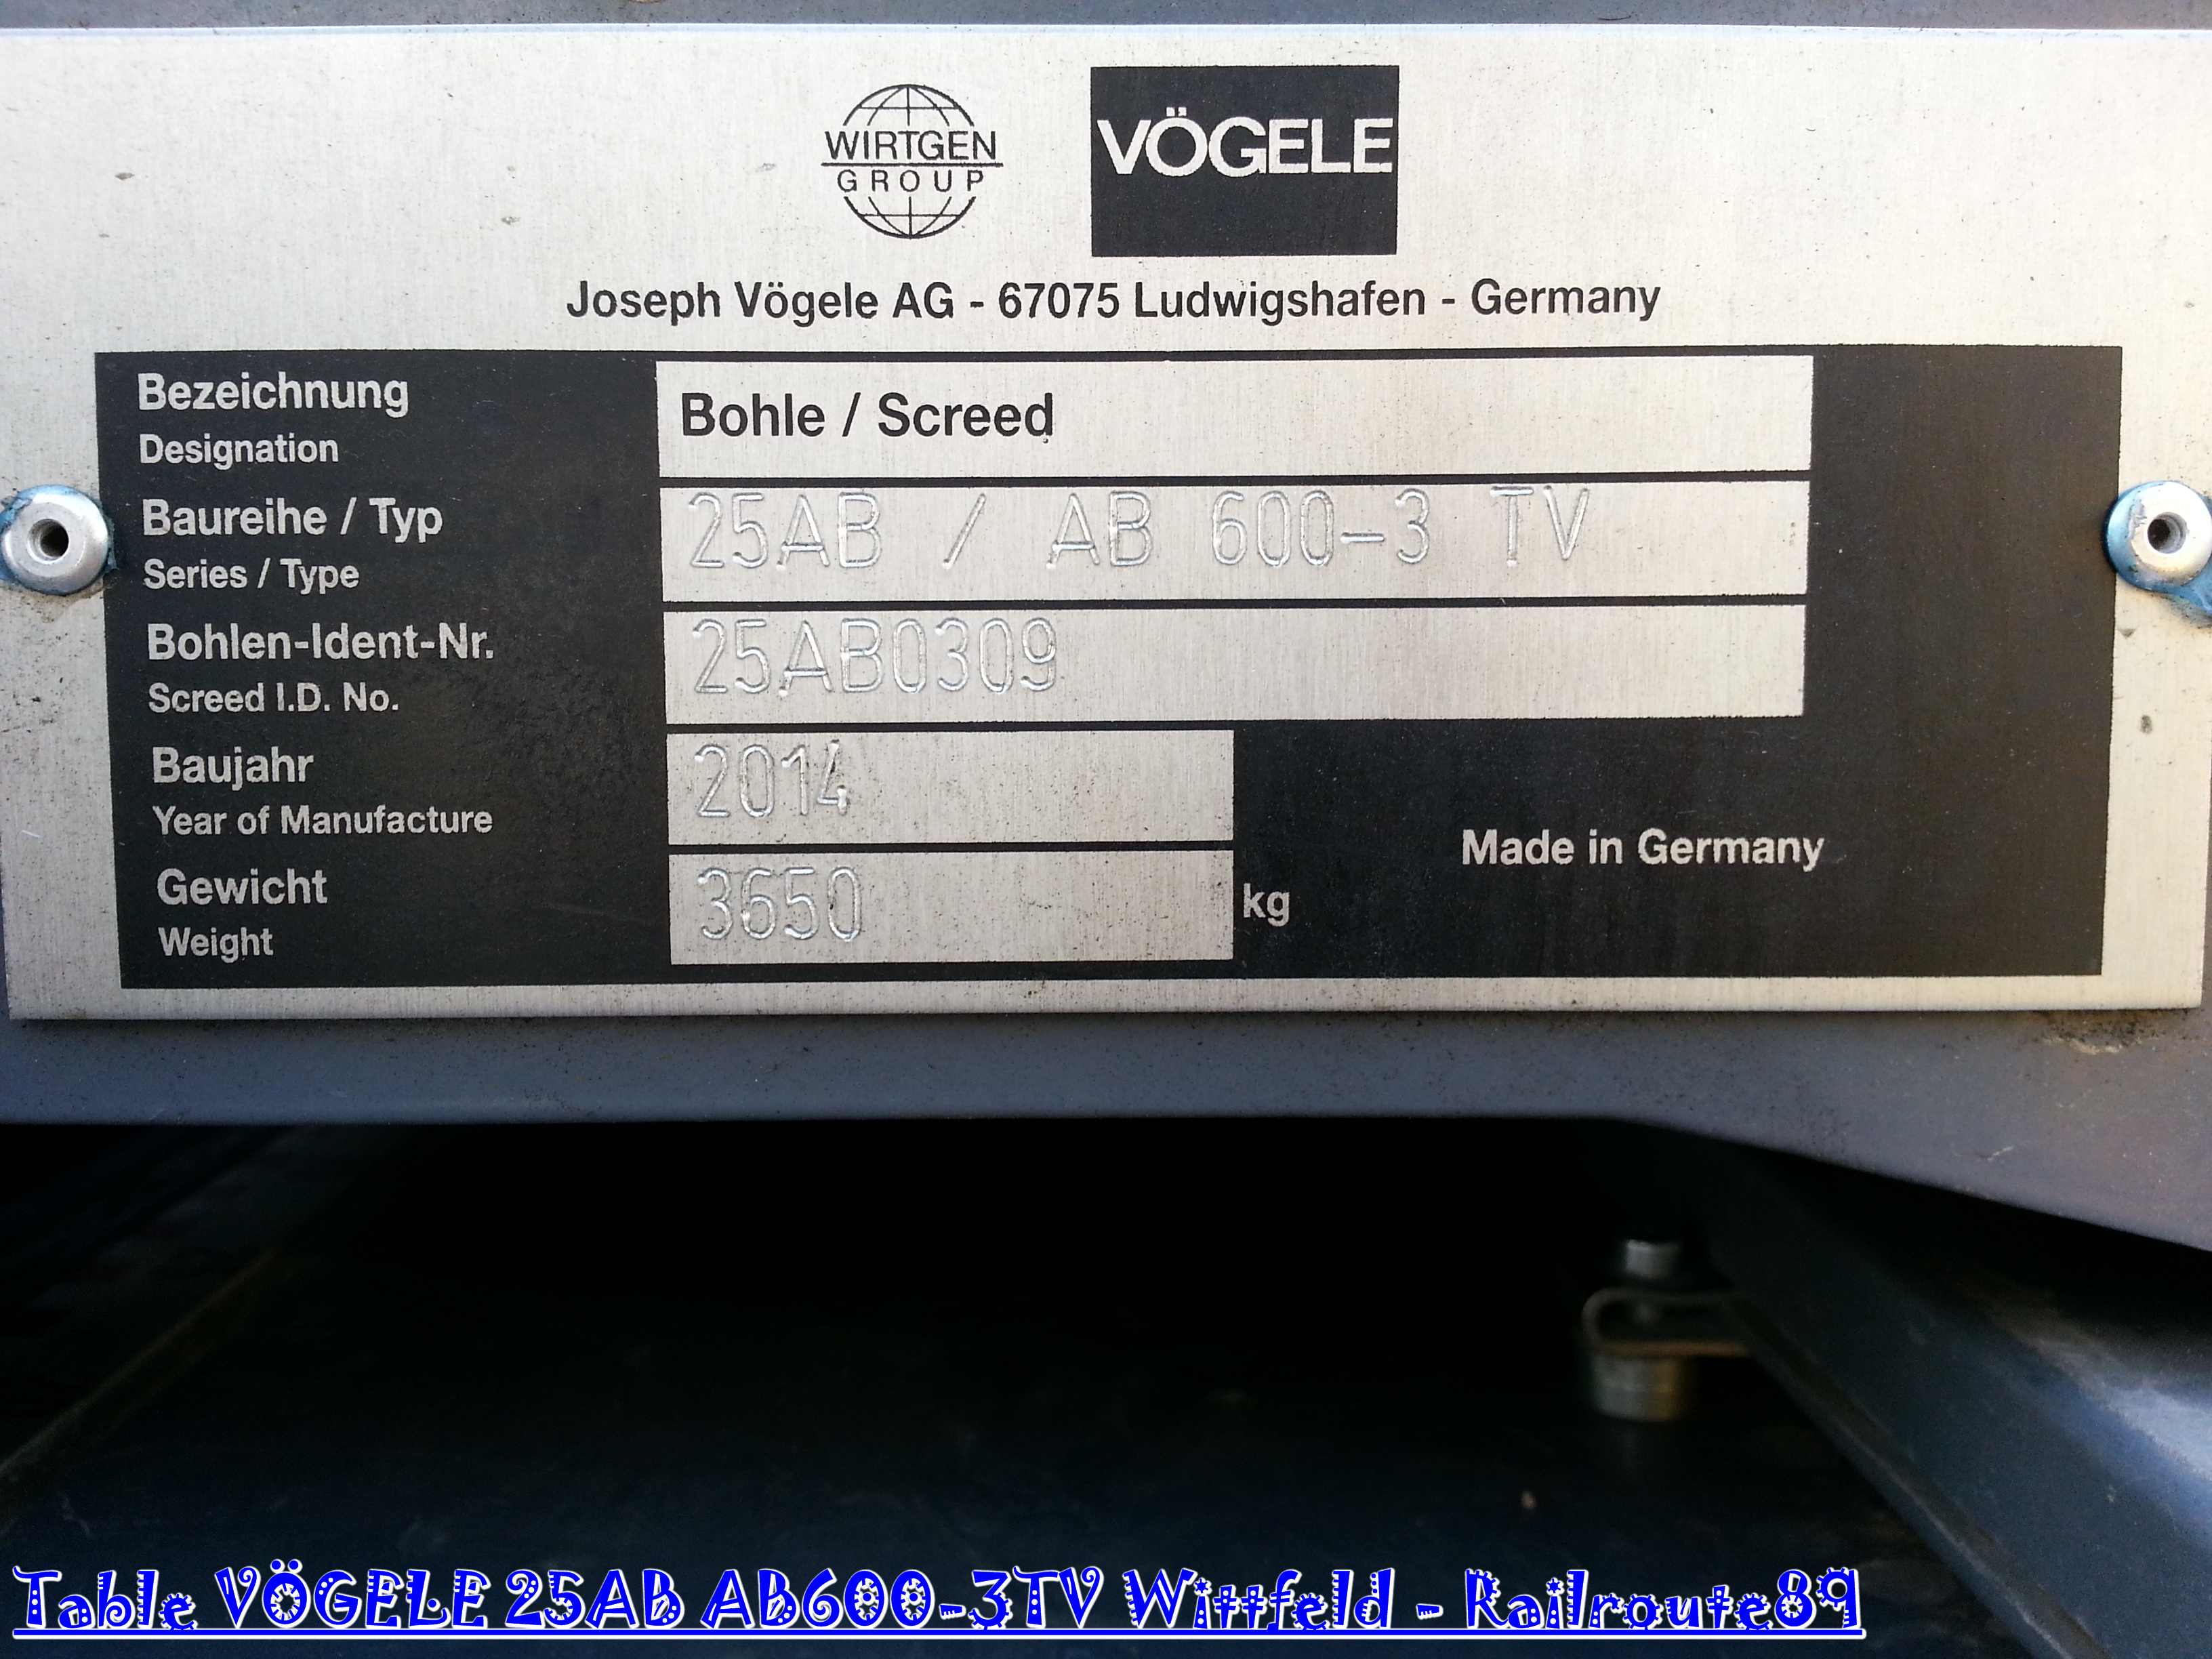 WIRTGEN
GROUP
VÖGELE
Joseph Vögele AG - 67075 Ludwigshafen - Germany
Bezeichnung
Designation
Bohle / Screed
Baureihe / Typ
Series / Type
25AB / AB 600-3 TV
Bohlen-Ident-Nr.
Screed I.D. No.
25AB0309
Baujahr
Year of Manufacture
2014
Gewicht
Weight
3650 kg
Made in Germany
Table VÖGELE 25AB AB600-3TV Wittfeld - Railroute89